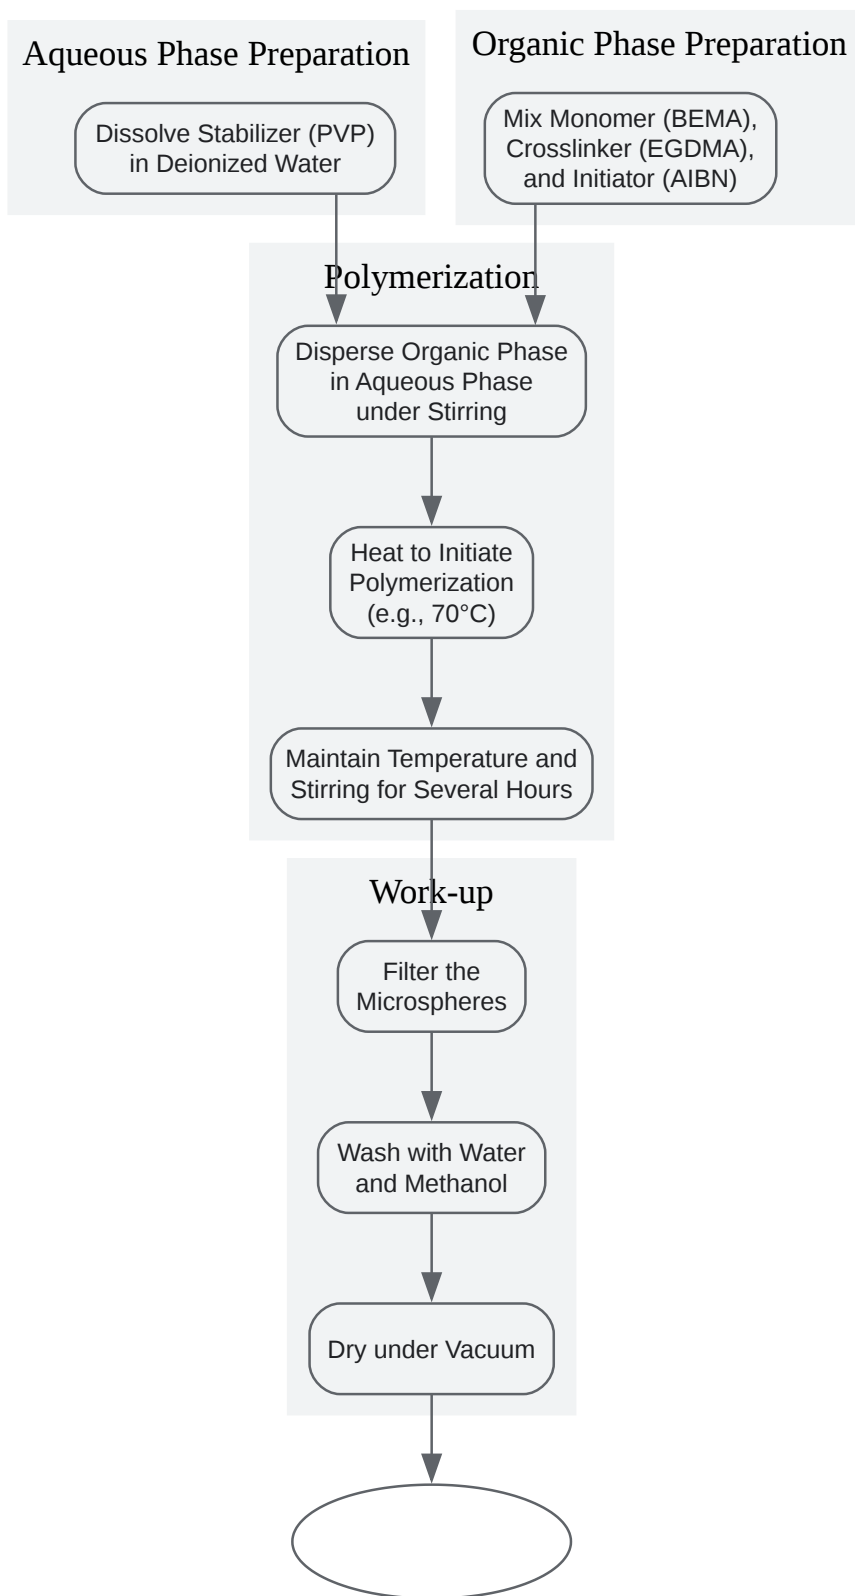 Aqueous Phase Preparation
Dissolve Stabilizer (PVP)
in Deionized Water
Organic Phase Preparation
Mix Monomer (BEMA),
Crosslinker (EGDMA),
and Initiator (AIBN)
Polymerization
Disperse Organic Phase
in Aqueous Phase
under Stirring
Heat to Initiate
Polymerization
(e.g., 70°C)
Maintain Temperature and
Stirring for Several Hours
Work-up
Filter the
Microspheres
Wash with Water
and Methanol
Dry under Vacuum